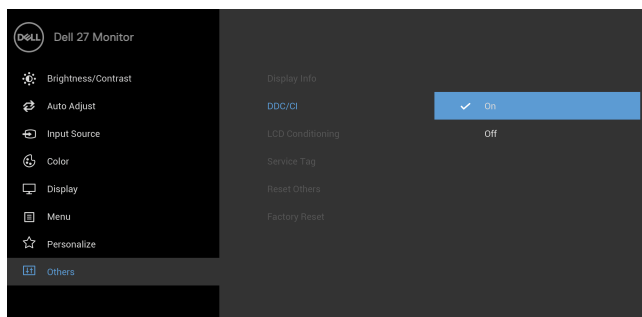 DELL Dell 27 Monitor
Brightness/Contrast
Auto Adjust
Input Source
Color
Display
Menu
Personalize
Others
Display Info
DDC/CI
LCD Conditioning
Service Tag
Reset Others
Factory Reset
On
Off